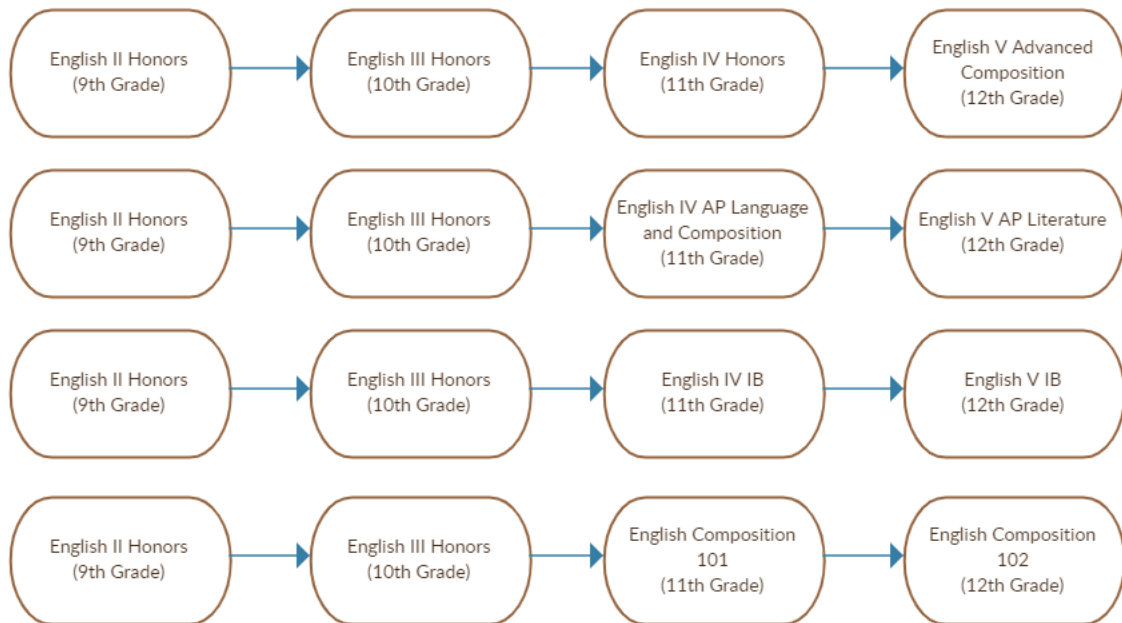 English II Honors
(9th Grade)
English III Honors
(10th Grade)
English IV Honors
(11th Grade)
English V Advanced
Composition
(12th Grade)
English II Honors
(9th Grade)
English III Honors
(10th Grade)
English IV AP Language
and Composition
(11th Grade)
English V AP Literature
(12th Grade)
English II Honors
(9th Grade)
English III Honors
(10th Grade)
English IV IB
(11th Grade)
English V IB
(12th Grade)
English II Honors
(9th Grade)
English III Honors
(10th Grade)
English Composition
101
(11th Grade)
English Composition
102
(12th Grade)